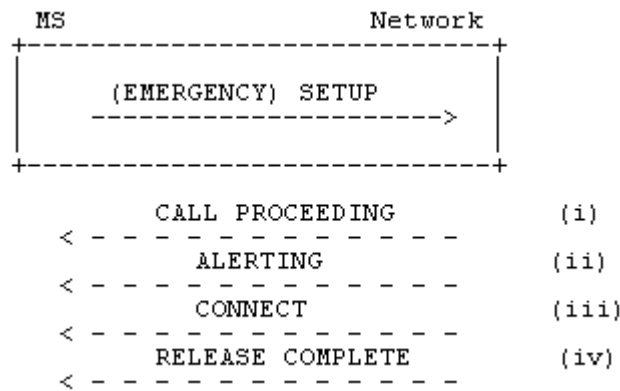 MS Network
(EMERGENCY) SETUP
CALL PROCEEDING (i)
ALERTING (ii)
CONNECT (iii)
RELEASE COMPLETE (iv)